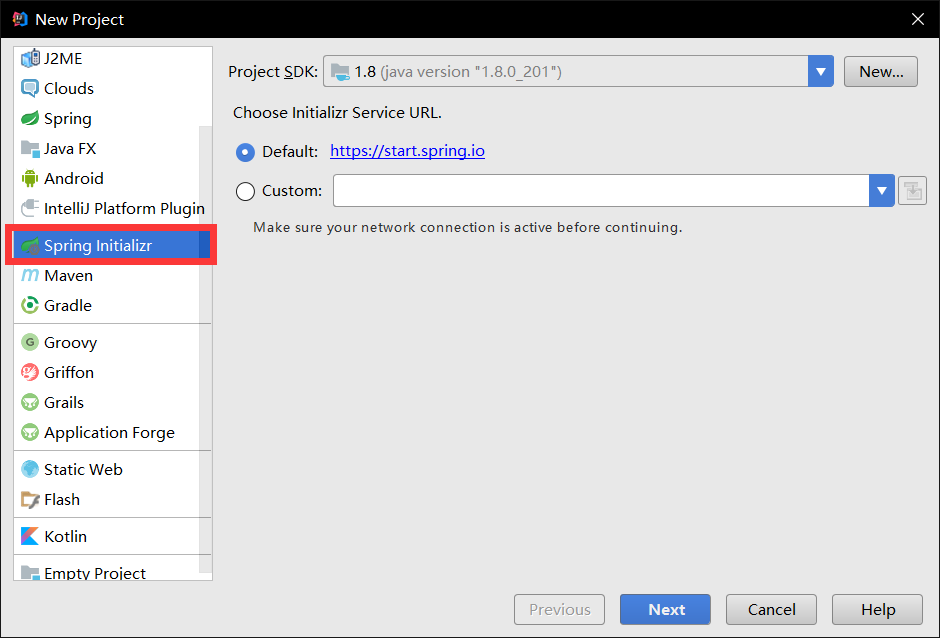 New Project
J2ME
Clouds
Spring
Java FX
Android
IntelliJ Platform Plugin
Spring Initializr
Maven
Gradle
G Groovy
Griffon
Grails
Application Forge
Static Web
Flash
Kotlin
Empty Project
Project SDK: 1.8 (java version "1.8.0_201") New...
Choose Initializr Service URL.
Default: https://start.spring.io
Custom:
Make sure your network connection is active before continuing.
Previous Next Cancel Help